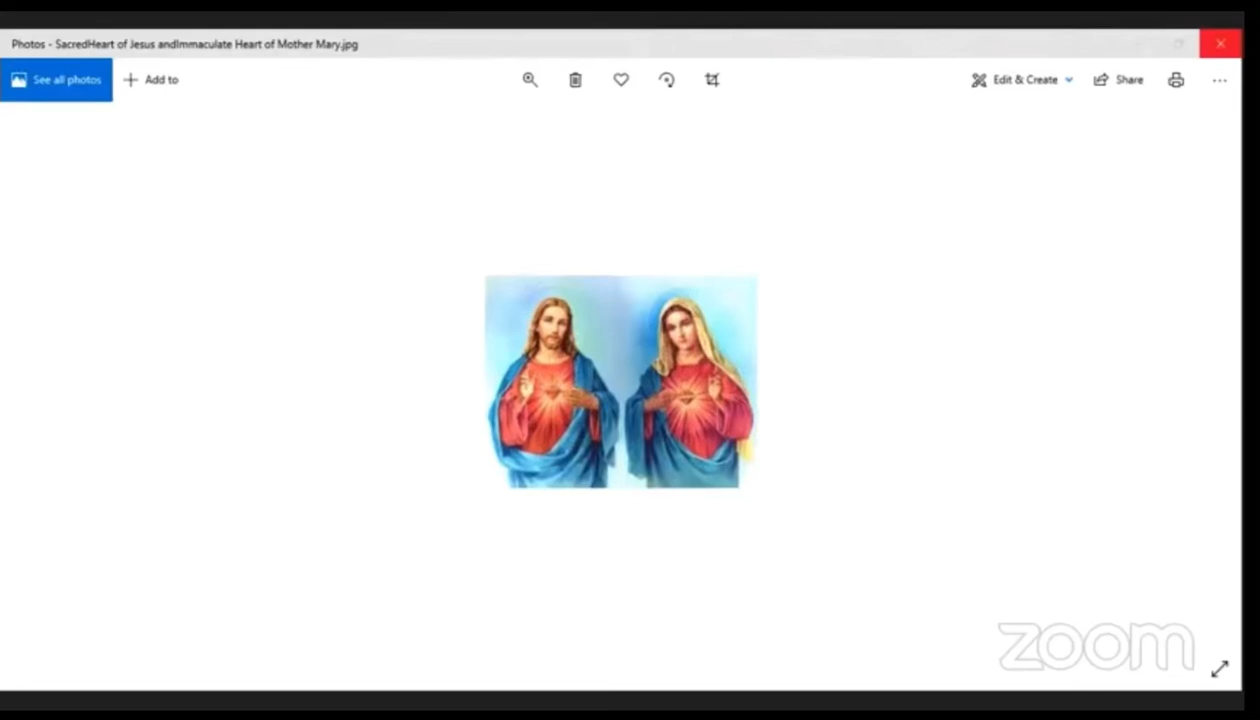 Photos - SacredHeart of Jesus andImmaculate Heart of Mother Mary.jpg
See all photos
Add to
Edit & Create
Share
zoom